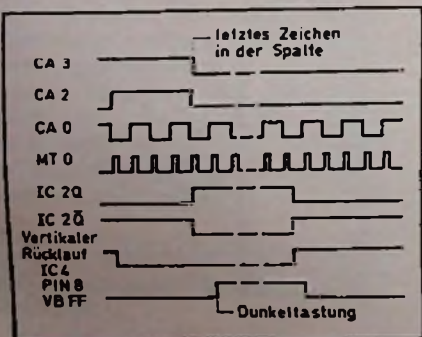 letztes Zeichen
in der Spalte
CA 3
CA 2
CA 0
MT 0
IC 2Q
IC 2Q̄
Vertikaler
Rücklauf
IC4
PIN 8
VB FF
Dunkeltastung